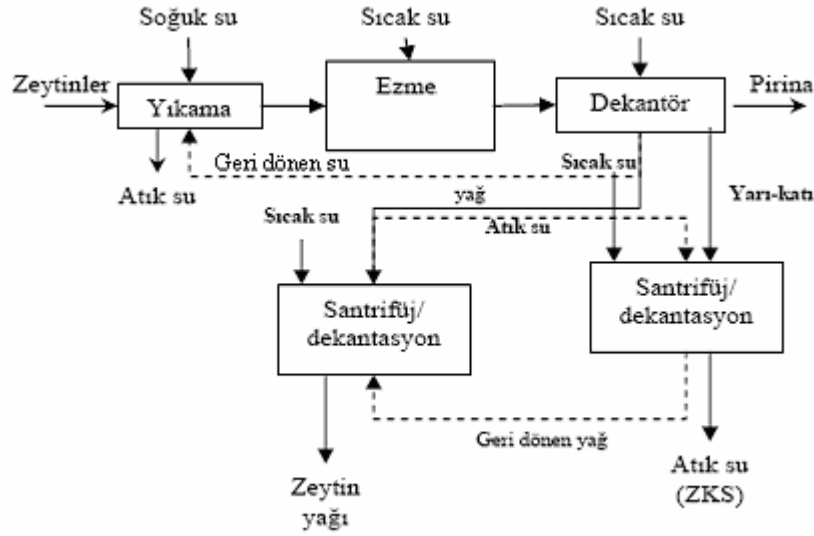 Soğuk su
Sıcak su
Sıcak su
Zeytinler
Yıkama
Ezme
Dekantör
Pirina
Geri dönen su
Sıcak su
Atık su
yağ
Yarı-katı
Sıcak su
Atık su
Santrifüj/
dekantasyon
Santrifüj/
dekantasyon
Geri dönen yağ
Zeytin
yağı
Atık su
(ZKS)